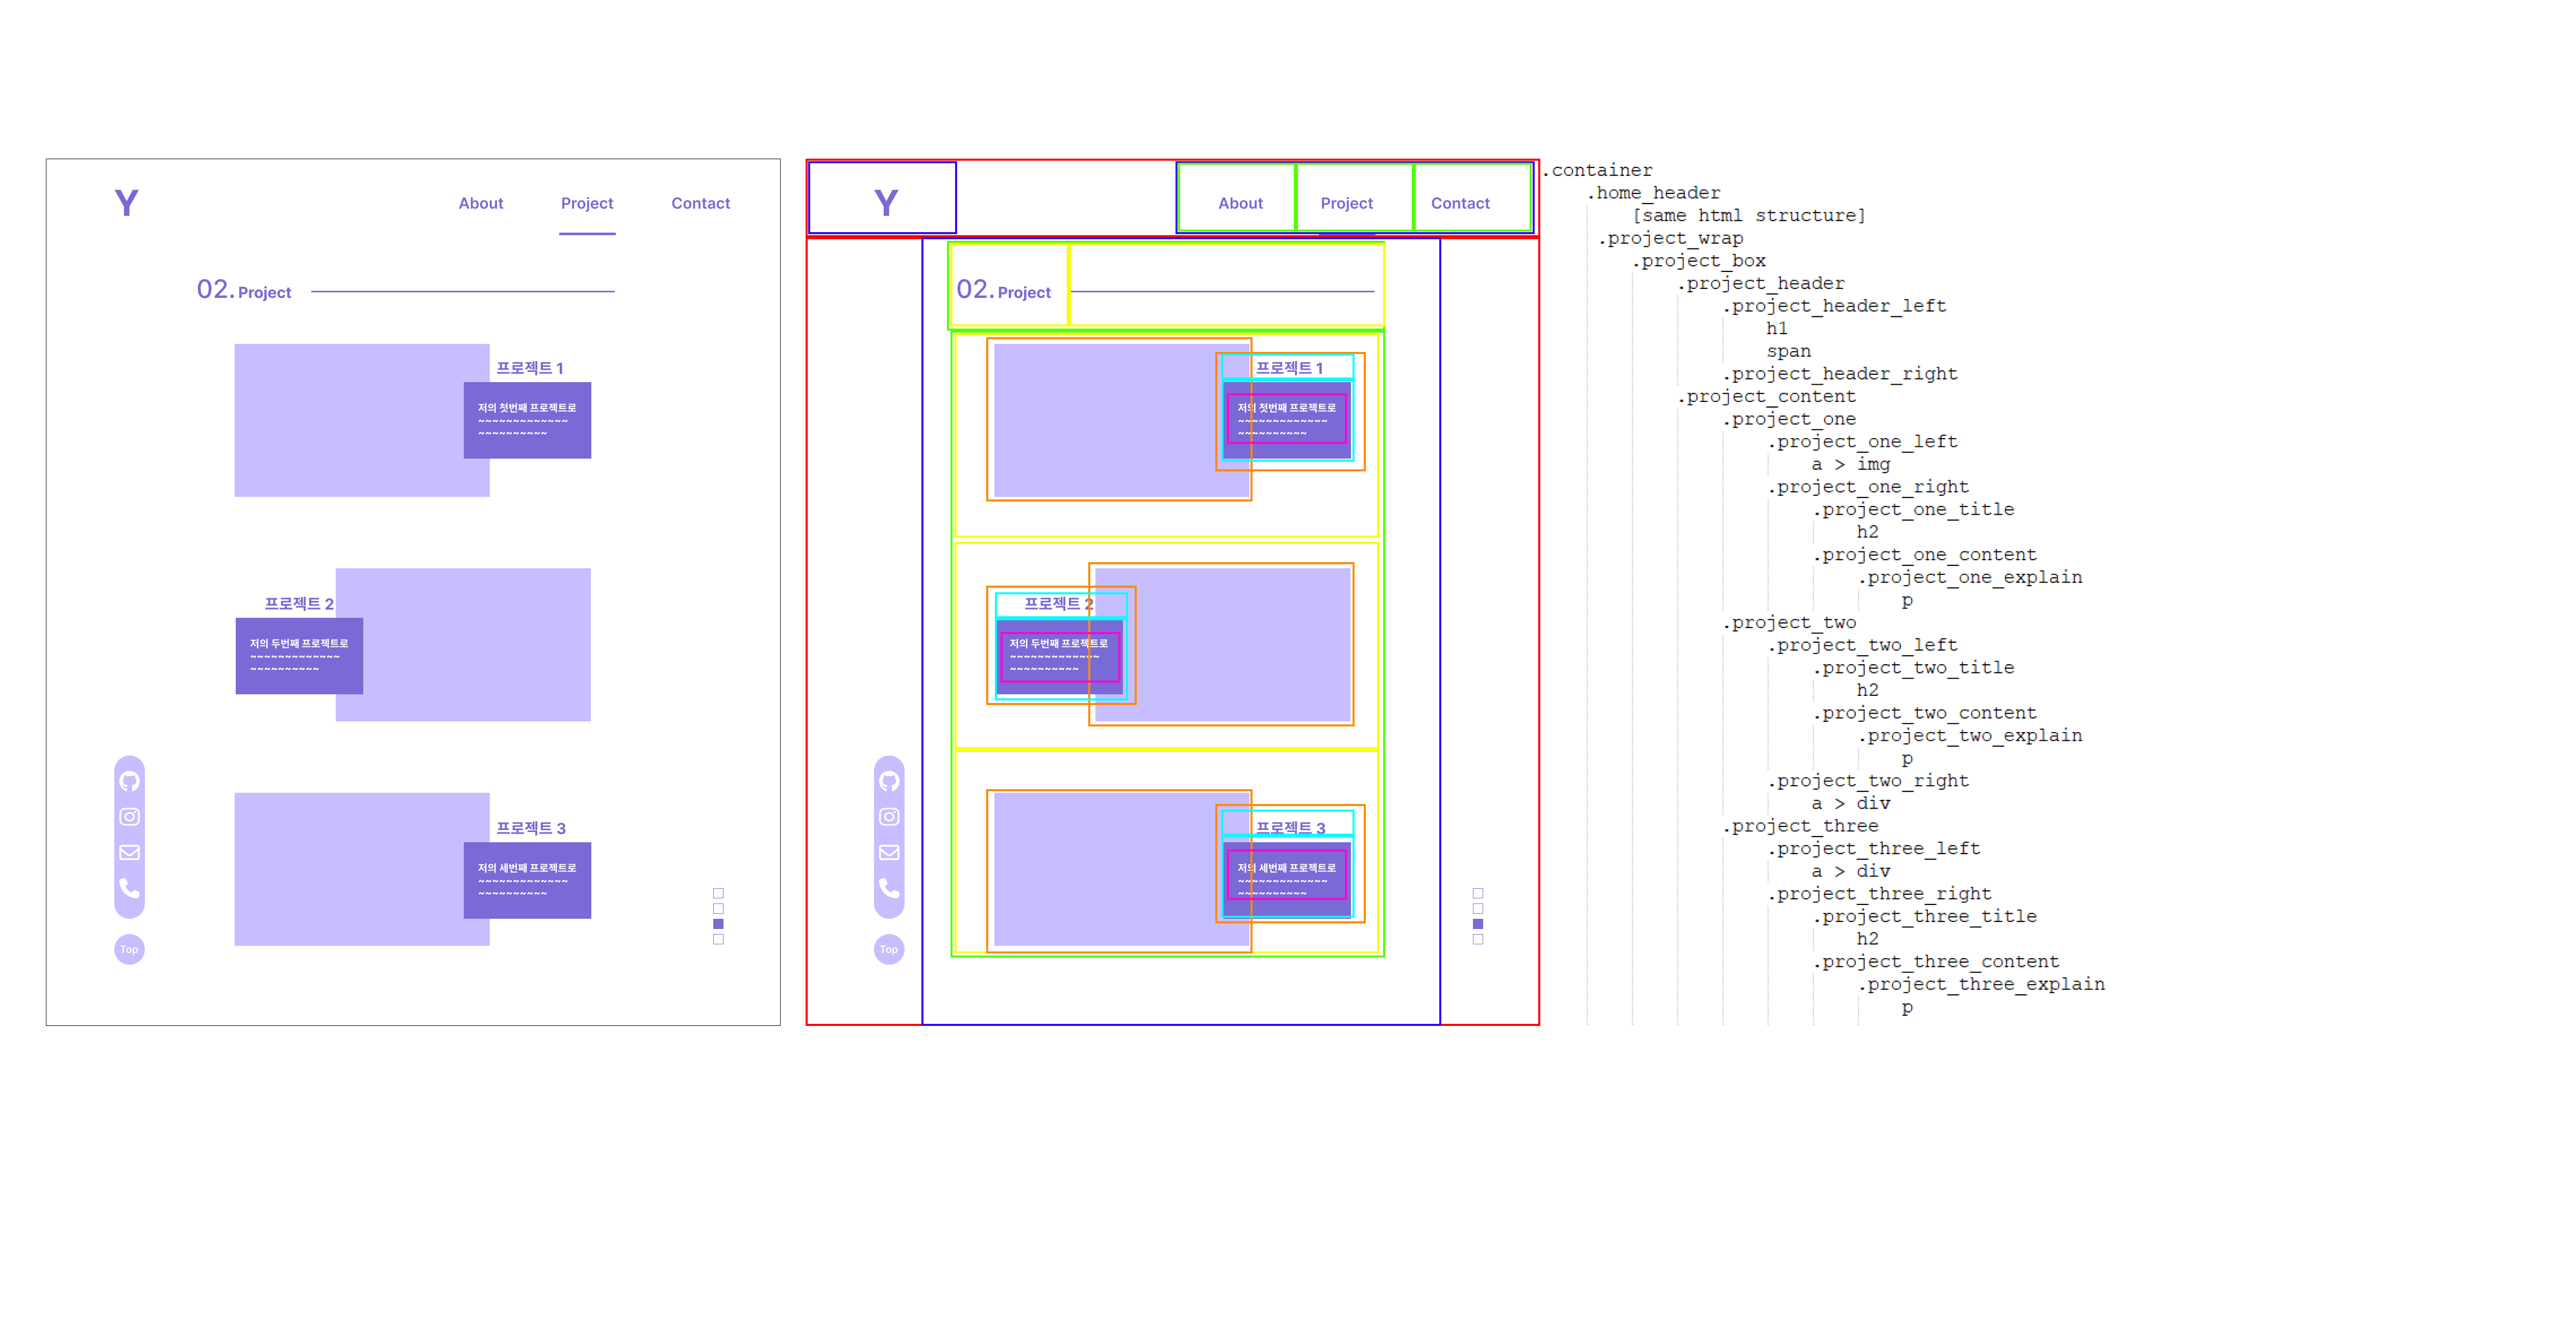 Y
About
Project
Contact
02. Project
프로젝트 1
저의 첫번째 프로젝트로
~~~~~~~~~~~~~
~~~~~~~~~~
프로젝트 2
저의 두번째 프로젝트로
~~~~~~~~~~~~~
~~~~~~~~~~
프로젝트 3
저의 세번째 프로젝트로
~~~~~~~~~~~~~
~~~~~~~~~~
Top
Y
About
Project
Contact
02. Project
프로젝트 1
저의 첫번째 프로젝트로
~~~~~~~~~~~~~
~~~~~~~~~~
프로젝트 2
저의 두번째 프로젝트로
~~~~~~~~~~~~~
~~~~~~~~~~
프로젝트 3
저의 세번째 프로젝트로
~~~~~~~~~~~~~
~~~~~~~~~~
Top
.container
.home_header
[same html structure]
.project_wrap
.project_box
.project_header
.project_header_left
h1
span
.project_header_right
.project_content
.project_one
.project_one_left
a > img
.project_one_right
.project_one_title
h2
.project_one_content
.project_one_explain
p
.project_two
.project_two_left
.project_two_title
h2
.project_two_content
.project_two_explain
p
.project_two_right
a > div
.project_three
.project_three_left
a > div
.project_three_right
.project_three_title
h2
.project_three_content
.project_three_explain
p